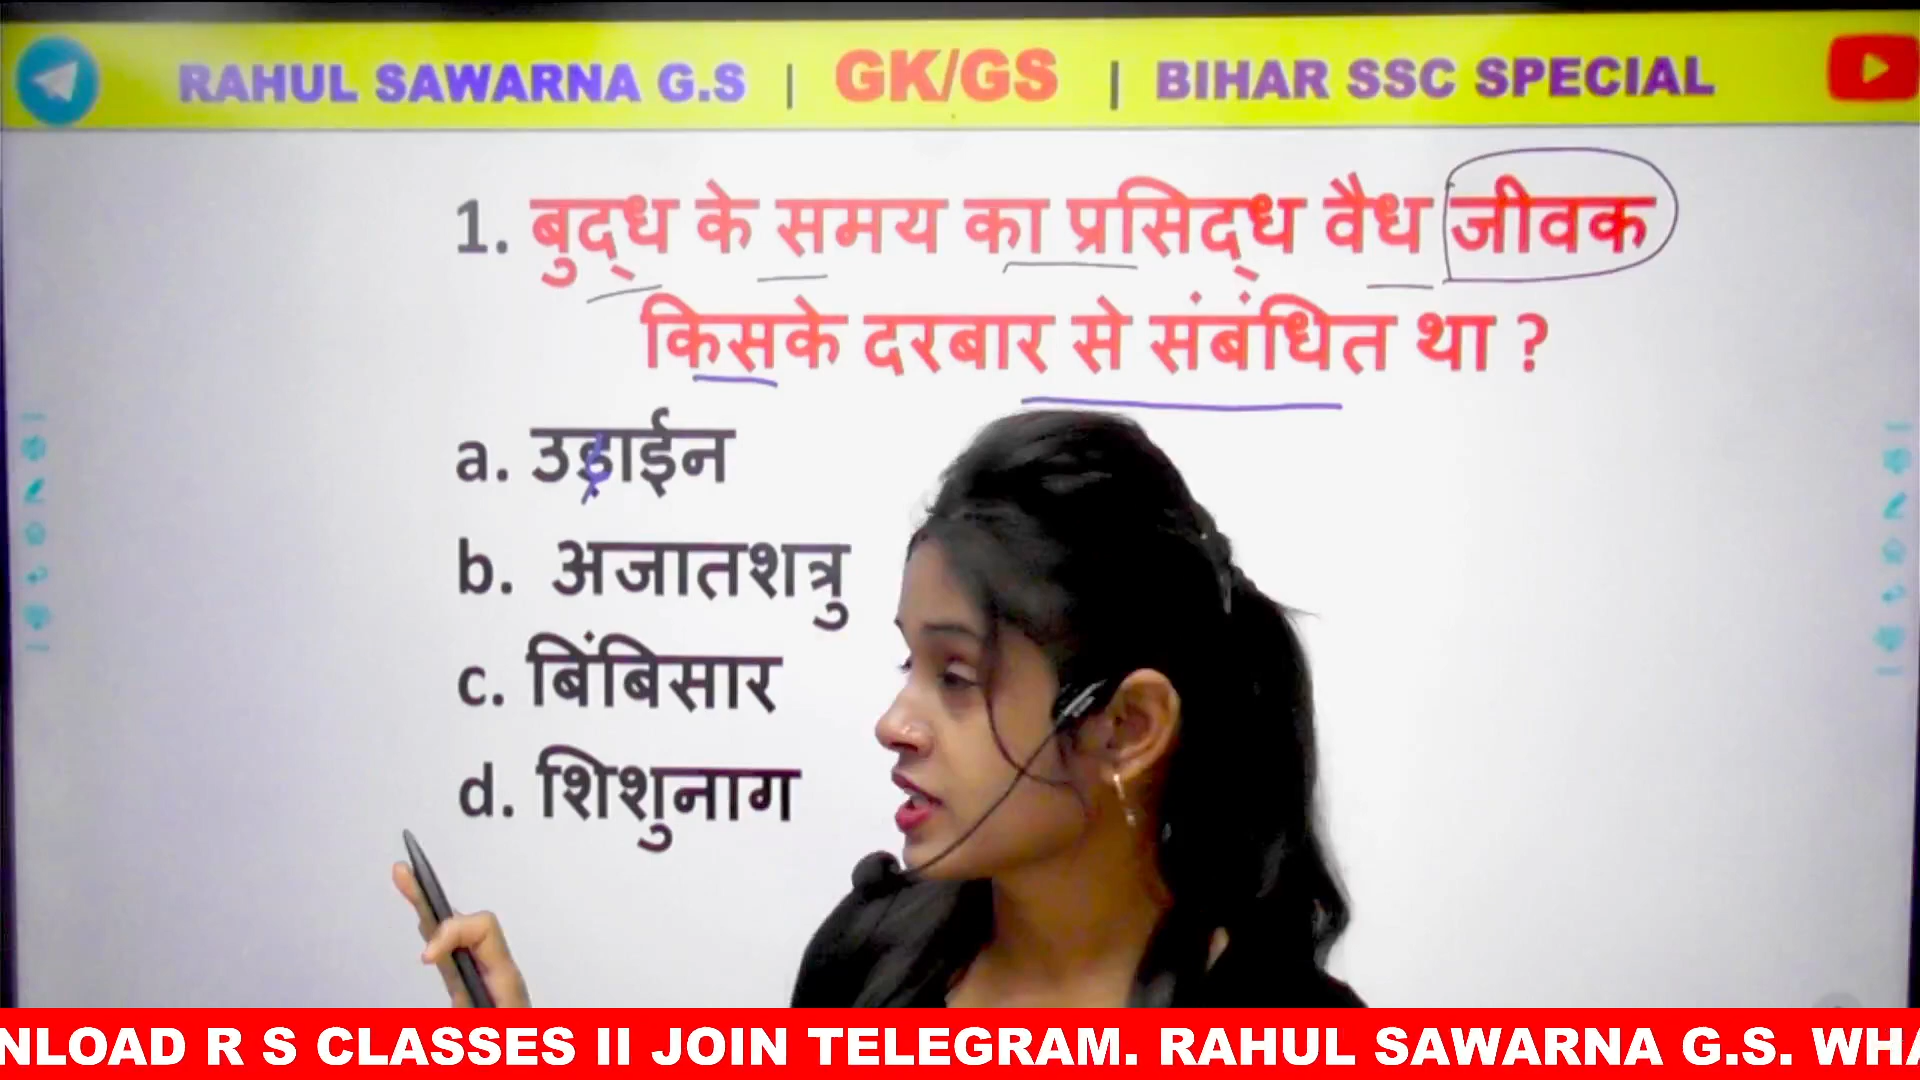 RAHUL SAWARNA G.S | GK/GS | BIHAR SSC SPECIAL
1. बुद्ध के समय का प्रसिद्ध वैध जीवक
किसके दरबार से संबंधित था ?
a. उड़ाईन
b. अजातशत्रु
c. बिंबिसार
d. शिशुनाग
NLOAD R S CLASSES II JOIN TELEGRAM. RAHUL SAWARNA G.S. WHA